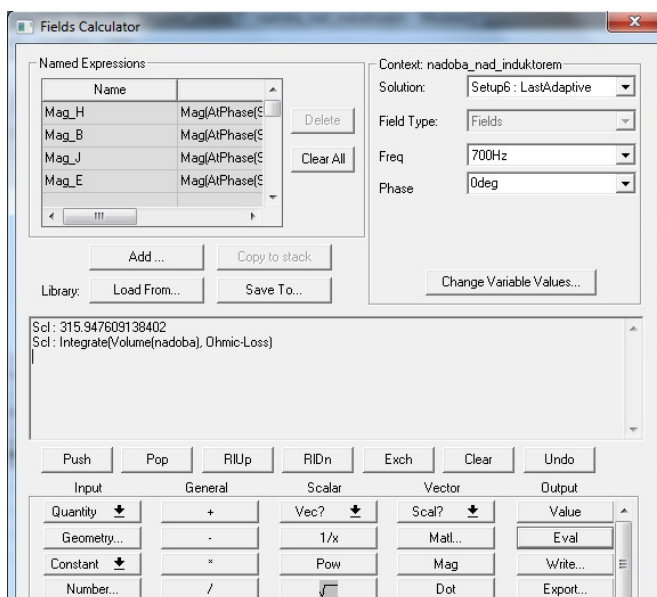 Fields Calculator
Named Expressions
Name
Mag_H Mag(AtPhase(S
Mag_B Mag(AtPhase(S
Mag_J Mag(AtPhase(S
Mag_E Mag(AtPhase(S
Delete
Clear All
Add ...
Copy to stack
Library:
Load From...
Save To...
Context: nadoba_nad_induktorem
Solution: Setup6 : LastAdaptive
Field Type: Fields
Freq 700Hz
Phase 0deg
Change Variable Values...
Scl : 315.947609138402
Scl : Integrate(Volume(nadoba), Ohmic-Loss)
Push Pop RlUp RlDn Exch Clear Undo
Input General Scalar Vector Output
Quantity + Vec? Scal? Value
Geometry... - 1/x Matl... Eval
Constant * Pow Mag Write...
Number... / √ Dot Export...